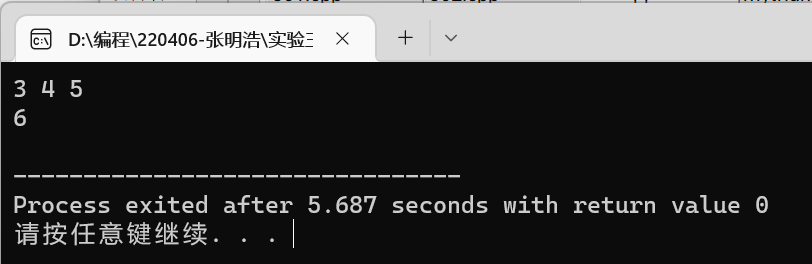 D:\编程\220406-张明浩\实验三
3 4 5
6
--------------------------------
Process exited after 5.687 seconds with return value 0
请按任意键继续. . .